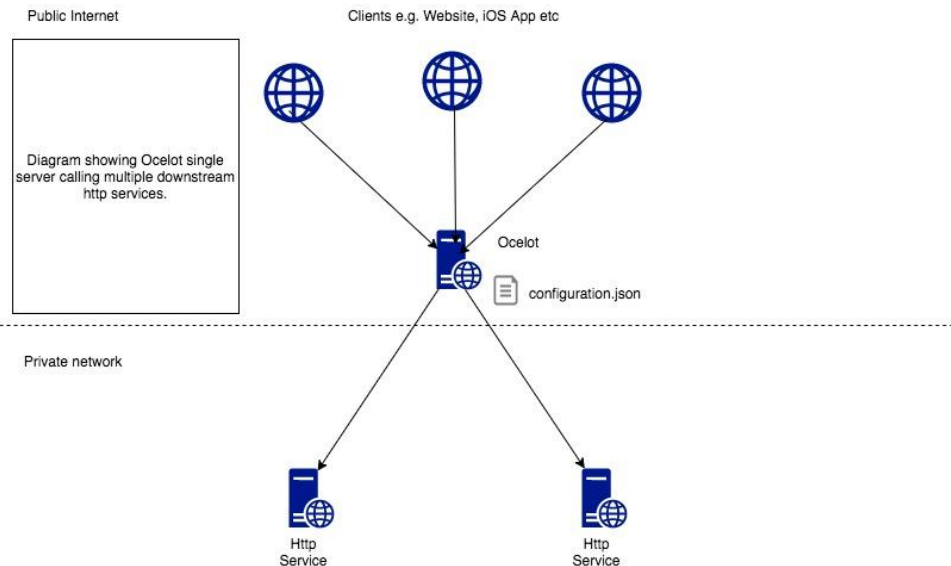 Public Internet
Clients e.g. Website, iOS App etc
Diagram showing Ocelot single
server calling multiple downstream
http services.
Ocelot
configuration.json
Private network
Http
Service
Http
Service